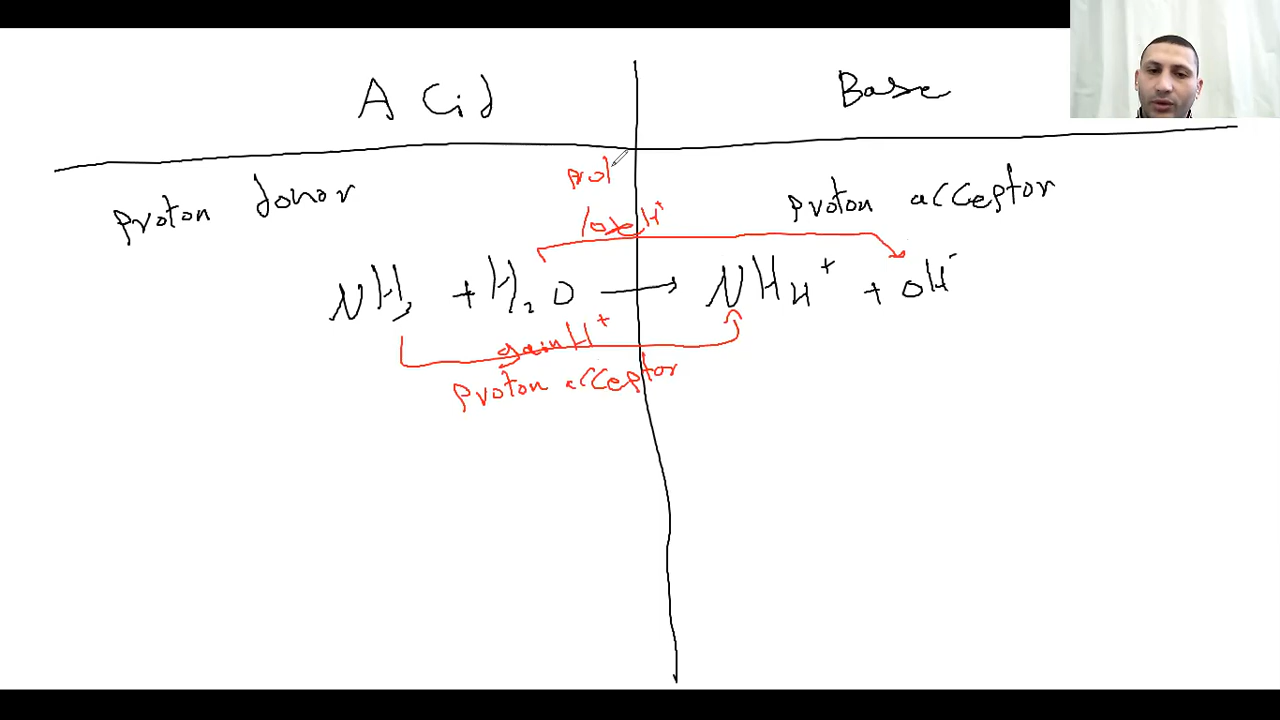 Acid
Base
Proton donor
prot
Proton acceptor
lose H⁺
NH₃ + H₂O → NH₄⁺ + OH⁻
gain H⁺
Proton acceptor